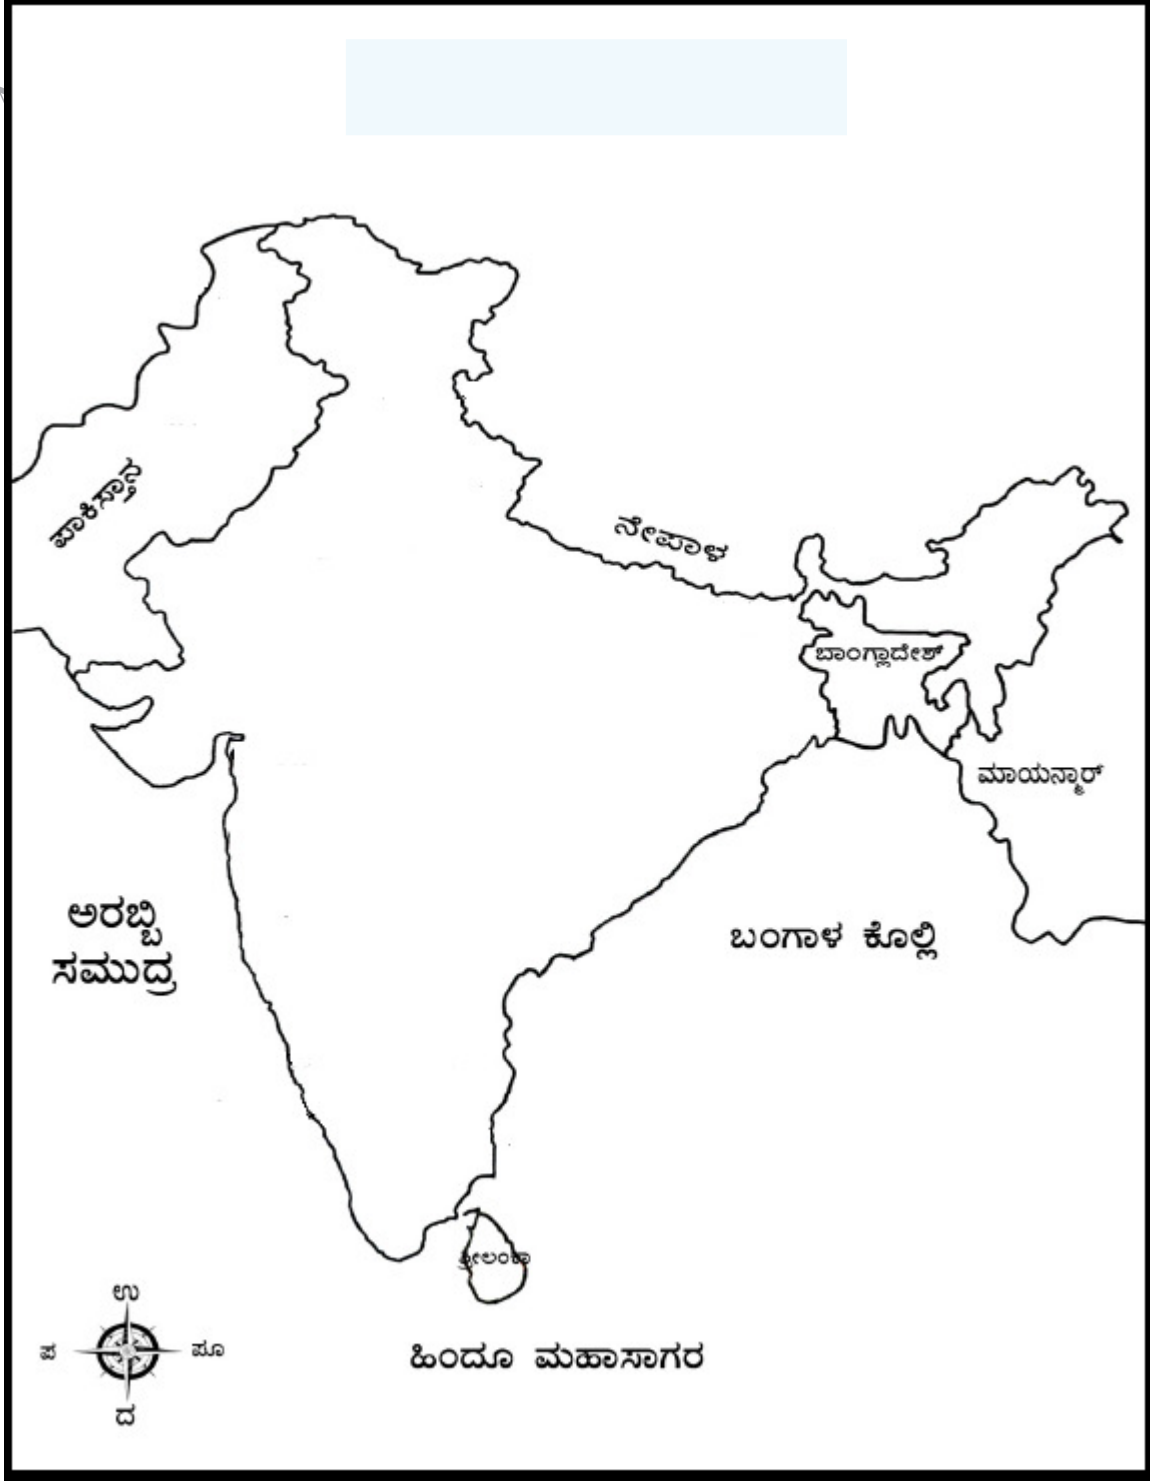 ಪಾಕಿಸ್ತಾನ
ನೇಪಾಳ
ಬಾಂಗ್ಲಾದೇಶ್
ಮಾಯನ್ಮಾರ್
ಅರಬ್ಬಿ
ಸಮುದ್ರ
ಬಂಗಾಳ ಕೊಲ್ಲಿ
ಶ್ರೀಲಂಕಾ
ಉ
ಪ
ಪೂ
ದ
ಹಿಂದೂ ಮಹಾಸಾಗರ